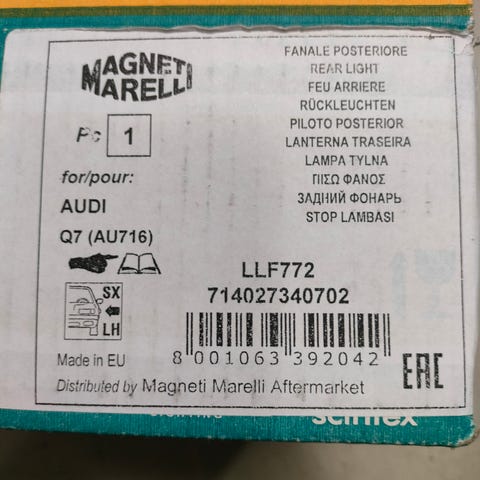 MAGNETI
MARELLI
Pc 1
for/pour:
AUDI
Q7 (AU716)
FANALE POSTERIORE
REAR LIGHT
FEU ARRIERE
RÜCKLEUCHTEN
PILOTO POSTERIOR
LANTERNA TRASEIRA
LAMPA TYLNA
ΠΙΣΩ ΦΑΝΟΣ
ЗАДНИЙ ФОНАРЬ
STOP LAMBASI
SX
LH
LLF772
714027340702
8 001063 392042
Made in EU
EAC
Distributed by Magneti Marelli Aftermarket